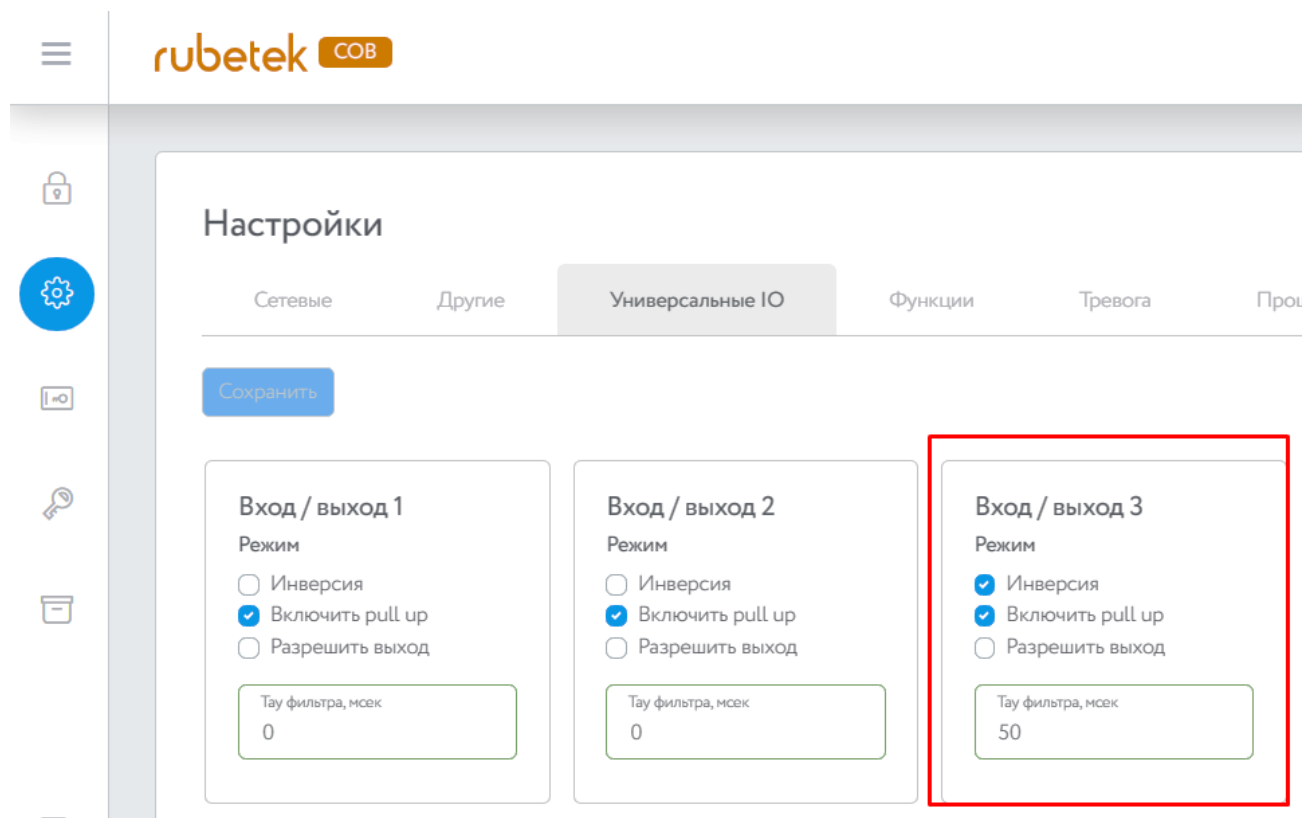 rubetek СОВ
Настройки
Сетевые Другие Универсальные IO Функции Тревога
Сохранить
Вход / выход 1 Вход / выход 2 Вход / выход 3
Режим Режим Режим
Инверсия Инверсия Инверсия
Включить pull up Включить pull up Включить pull up
Разрешить выход Разрешить выход Разрешить выход
Тау фильтра, мсек Тау фильтра, мсек Тау фильтра, мсек
0 0 50